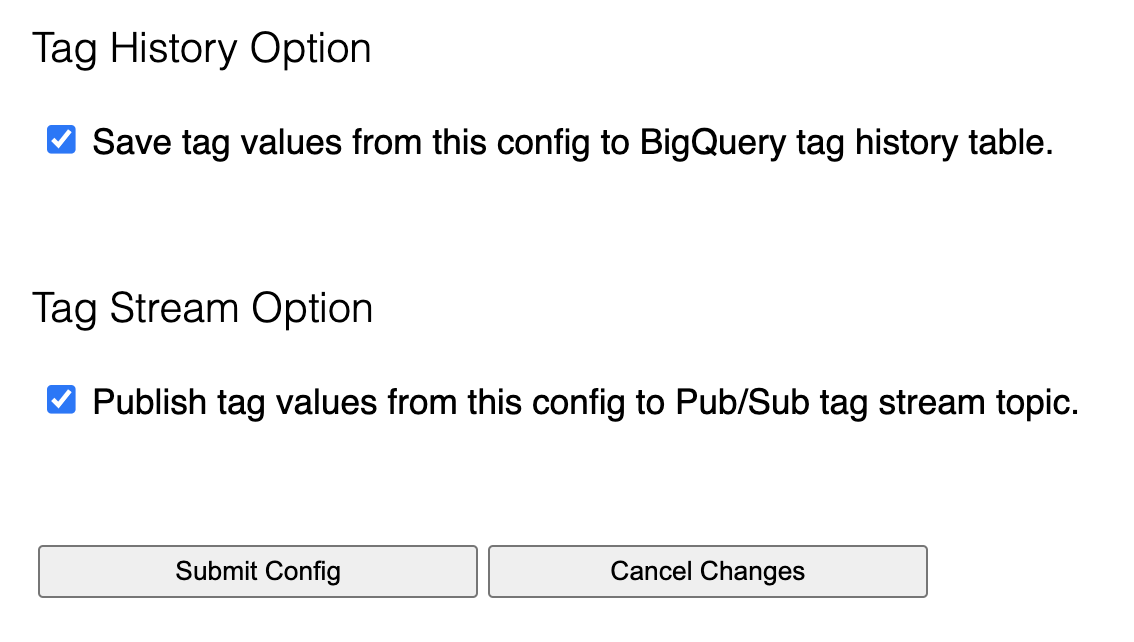 Tag History Option
Save tag values from this config to BigQuery tag history table.
Tag Stream Option
Publish tag values from this config to Pub/Sub tag stream topic.
Submit Config
Cancel Changes